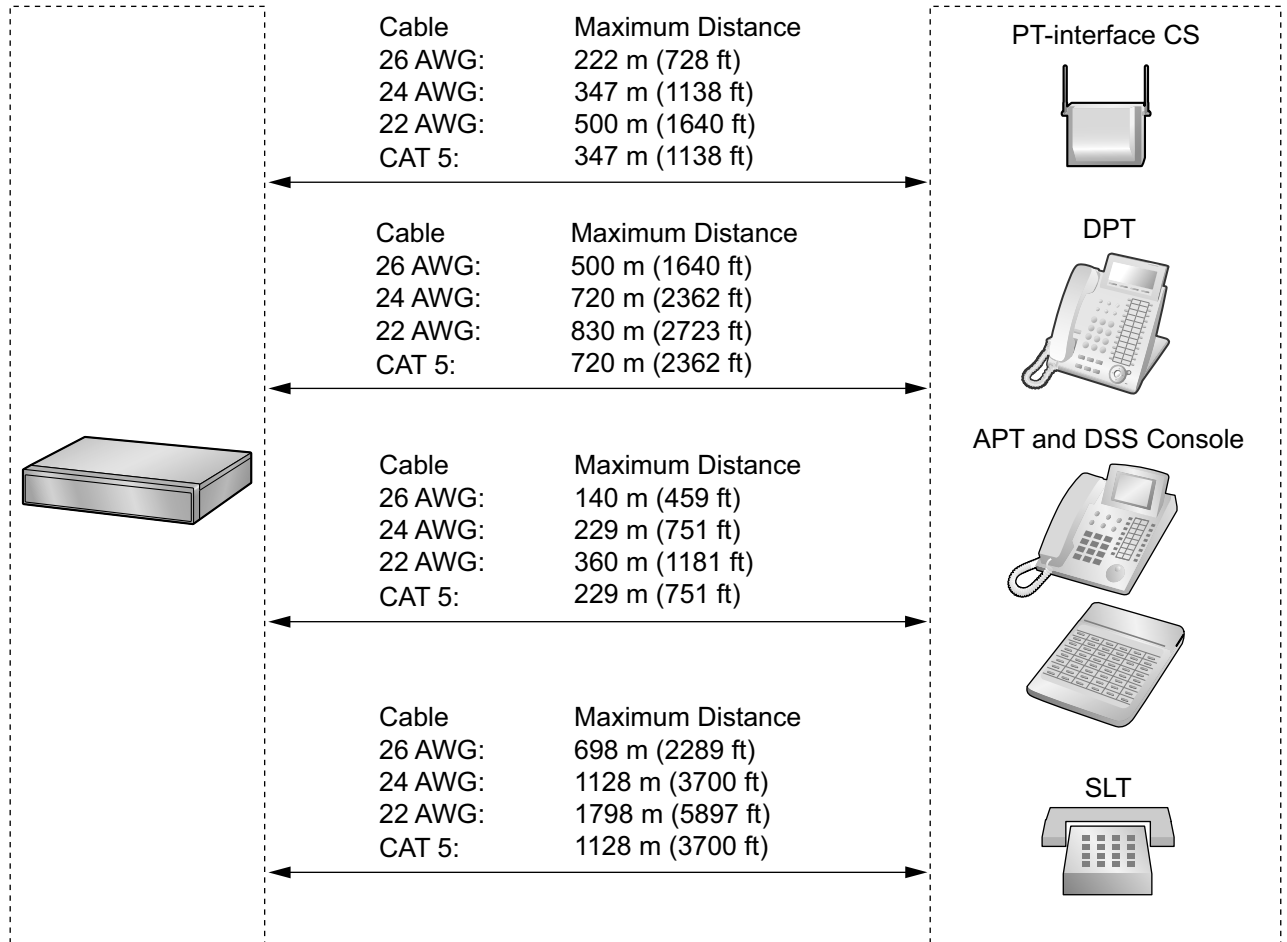 Cable Maximum Distance
26 AWG: 222 m (728 ft)
24 AWG: 347 m (1138 ft)
22 AWG: 500 m (1640 ft)
CAT 5: 347 m (1138 ft)
PT-interface CS
Cable Maximum Distance
26 AWG: 500 m (1640 ft)
24 AWG: 720 m (2362 ft)
22 AWG: 830 m (2723 ft)
CAT 5: 720 m (2362 ft)
DPT
Cable Maximum Distance
26 AWG: 140 m (459 ft)
24 AWG: 229 m (751 ft)
22 AWG: 360 m (1181 ft)
CAT 5: 229 m (751 ft)
APT and DSS Console
Cable Maximum Distance
26 AWG: 698 m (2289 ft)
24 AWG: 1128 m (3700 ft)
22 AWG: 1798 m (5897 ft)
CAT 5: 1128 m (3700 ft)
SLT